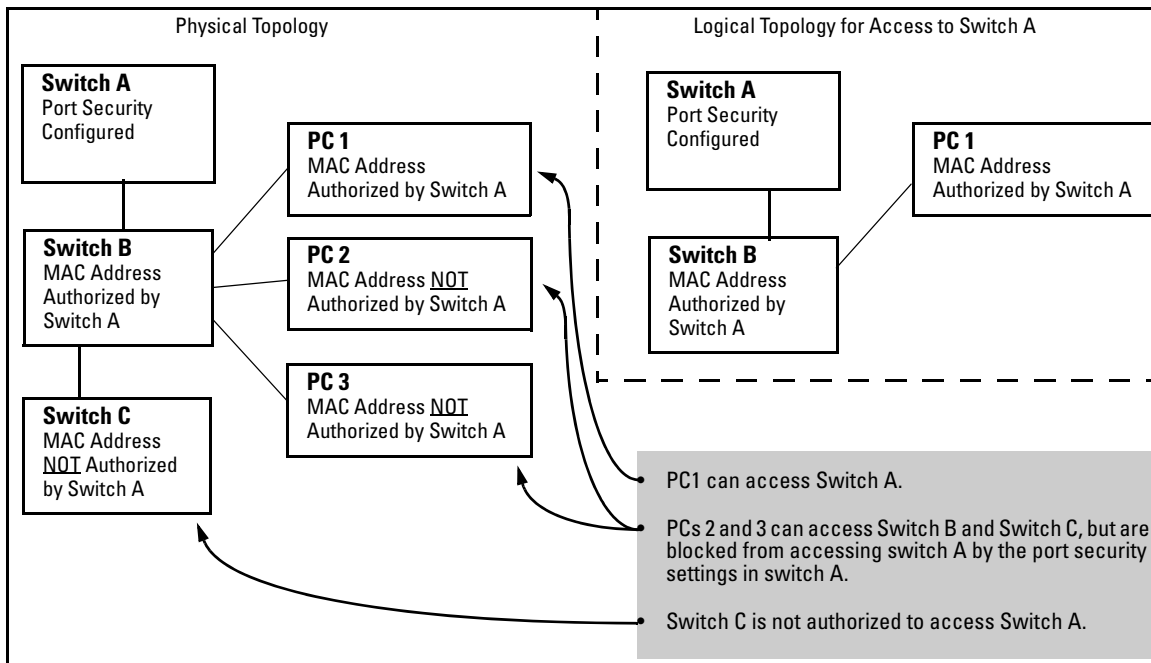 Physical Topology
Switch A
Port Security
Configured
PC 1
MAC Address
Authorized by Switch A
Switch B
MAC Address
Authorized by
Switch A
PC 2
MAC Address NOT
Authorized by Switch A
PC 3
MAC Address NOT
Authorized by Switch A
Switch C
MAC Address
NOT Authorized
by Switch A
Logical Topology for Access to Switch A
Switch A
Port Security
Configured
PC 1
MAC Address
Authorized by Switch A
Switch B
MAC Address
Authorized by
Switch A
• PC1 can access Switch A.
• PCs 2 and 3 can access Switch B and Switch C, but are
blocked from accessing switch A by the port security
settings in switch A.
• Switch C is not authorized to access Switch A.